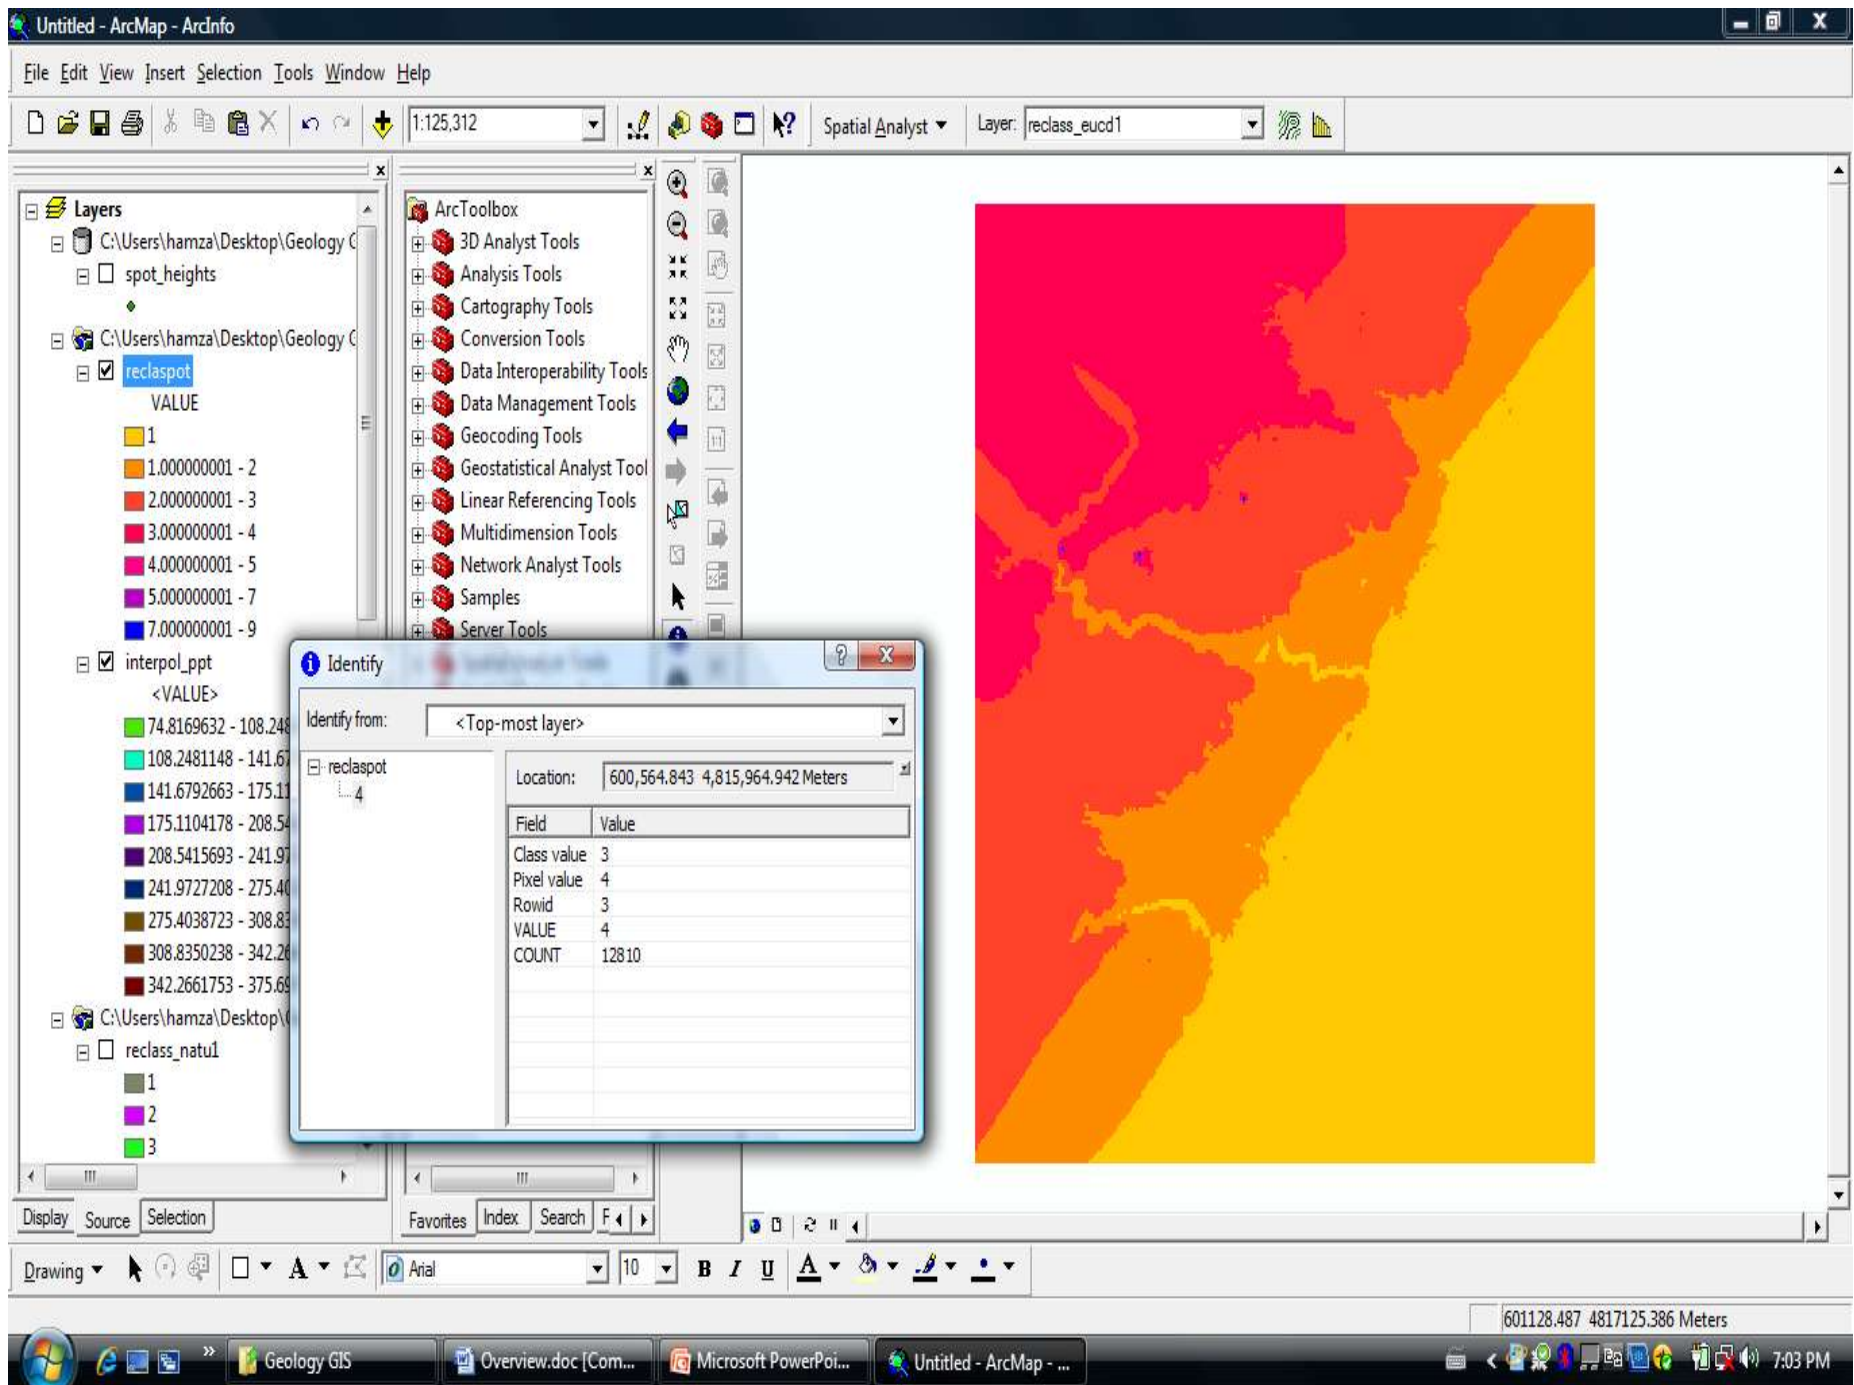 Untitled - ArcMap - ArcInfo
File Edit View Insert Selection Tools Window Help
1:125,312
Spatial Analyst
Layer: reclass_eucd1
Layers
C:\Users\hamza\Desktop\Geology G
spot_heights
C:\Users\hamza\Desktop\Geology G
reclaspot
VALUE
1
1.000000001 - 2
2.000000001 - 3
3.000000001 - 4
4.000000001 - 5
5.000000001 - 7
7.000000001 - 9
interpol_ppt
<VALUE>
74.8169632 - 108.248
108.2481148 - 141.67
141.6792663 - 175.11
175.1104178 - 208.54
208.5415693 - 241.97
241.9727208 - 275.40
275.4038723 - 308.83
308.8350238 - 342.26
342.2661753 - 375.69
C:\Users\hamza\Desktop\
reclass_natu1
1
2
3
Display Source Selection
ArcToolbox
3D Analyst Tools
Analysis Tools
Cartography Tools
Conversion Tools
Data Interoperability Tools
Data Management Tools
Geocoding Tools
Geostatistical Analyst Tool
Linear Referencing Tools
Multidimension Tools
Network Analyst Tools
Samples
Server Tools
Favorites Index Search F
Identify
Identify from: <Top-most layer>
reclaspot
4
Location: 600,564.843 4,815,964.942 Meters
Field Value
Class value 3
Pixel value 4
Rowid 3
VALUE 4
COUNT 12810
Drawing
A
Arial
10
B I U A
601128.487 4817125.386 Meters
Geology GIS
Overview.doc [Com...
Microsoft PowerPoi...
Untitled - ArcMap - ...
7:03 PM